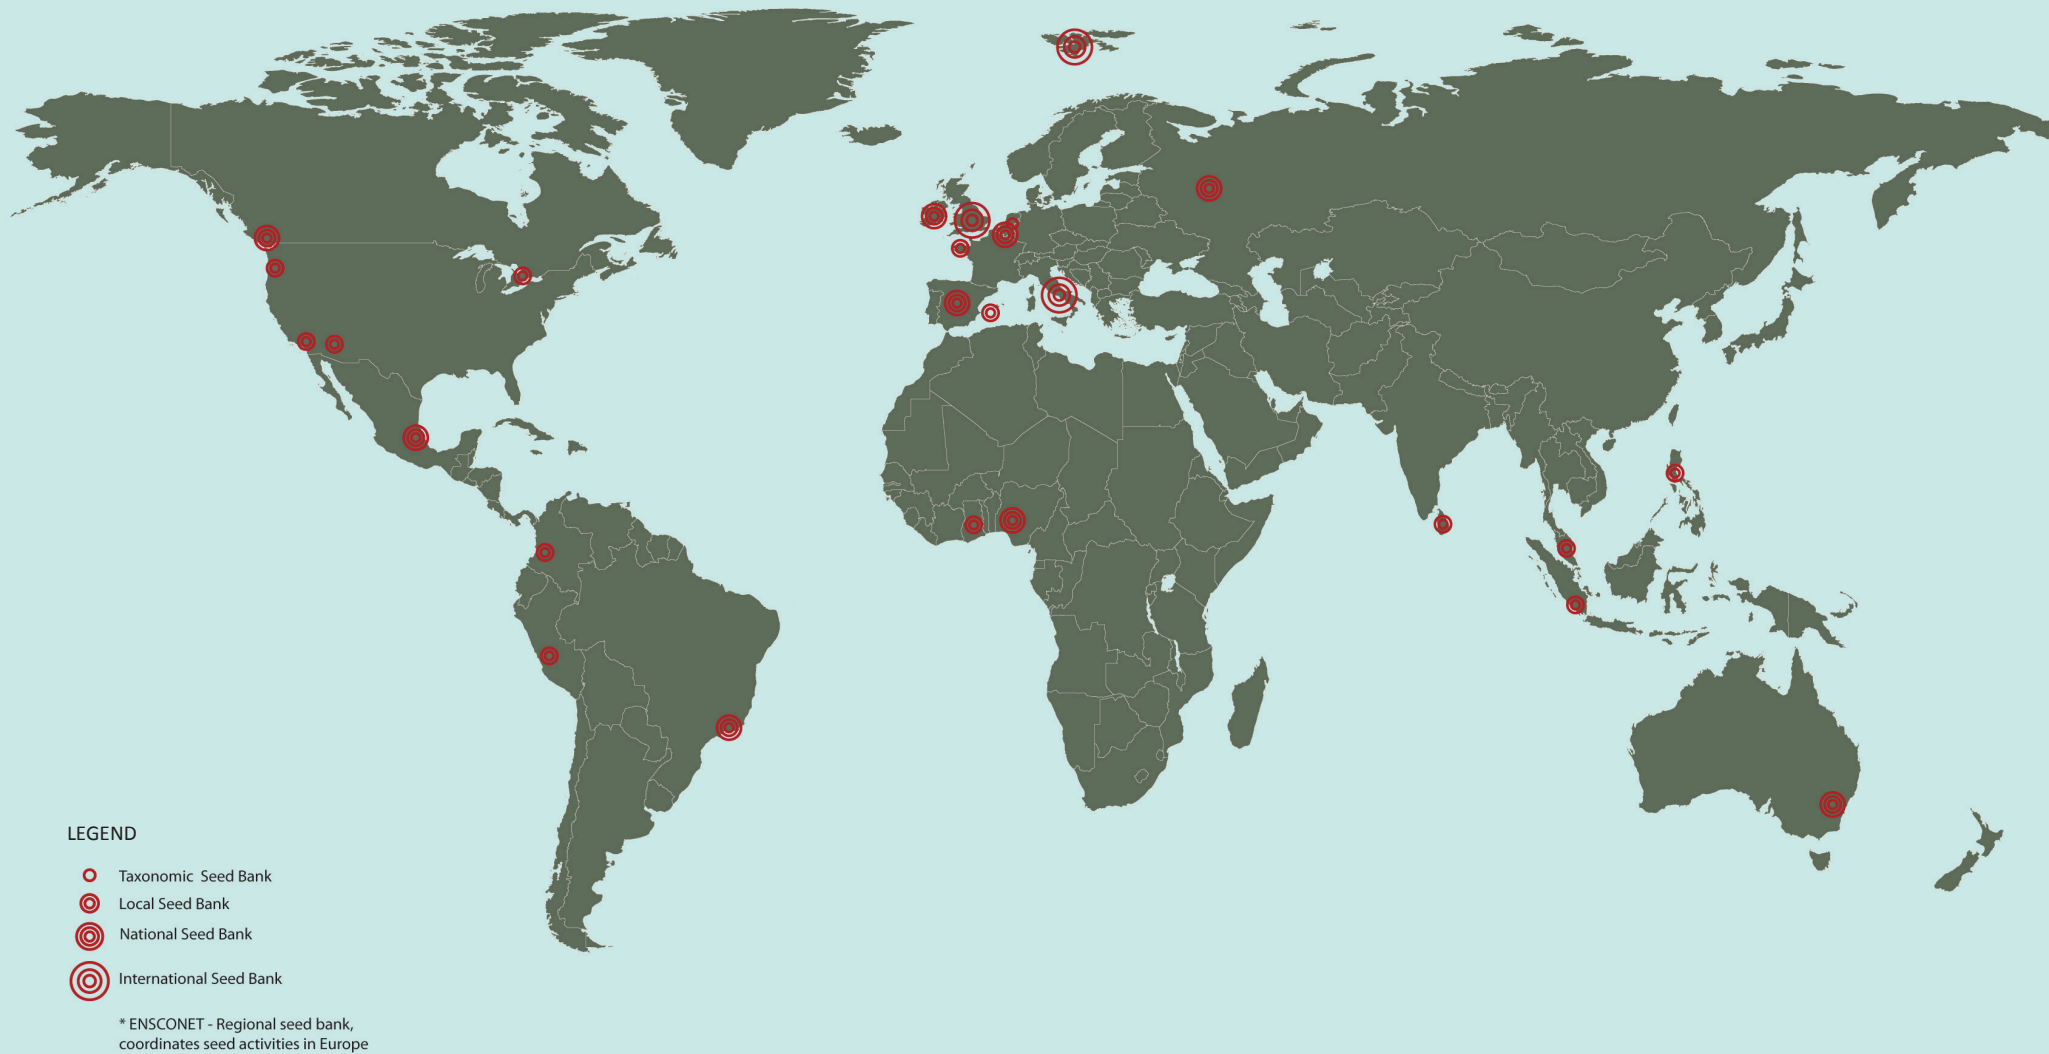 LEGEND
Taxonomic Seed Bank
Local Seed Bank
National Seed Bank
International Seed Bank
* ENSCONET - Regional seed bank,
coordinates seed activities in Europe